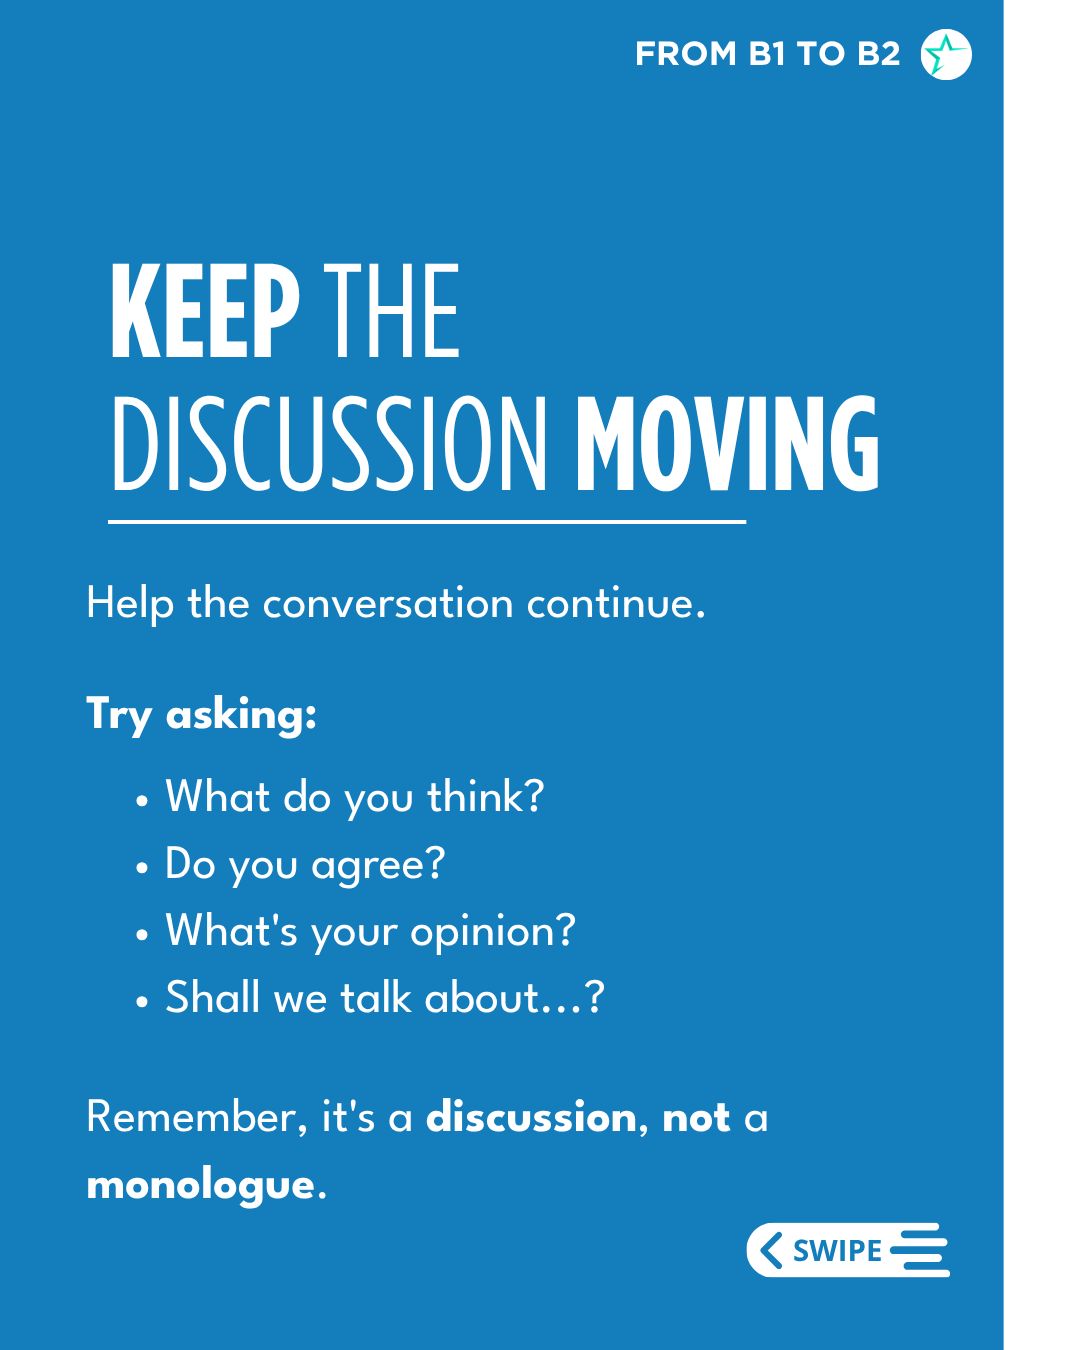 FROM B1 TO B2
KEEP THE
DISCUSSION MOVING
Help the conversation continue.
Try asking:
• What do you think?
• Do you agree?
• What's your opinion?
• Shall we talk about...?
Remember, it's a discussion, not a
monologue.
SWIPE